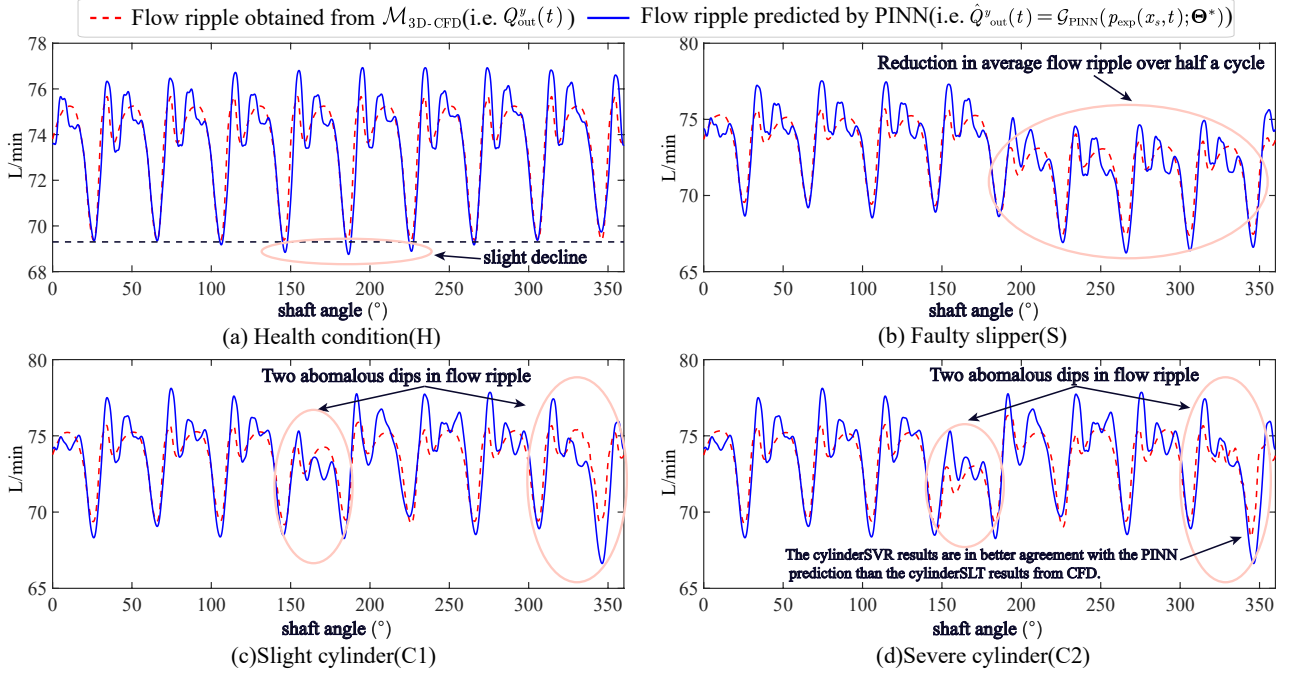 Flow ripple obtained from M3D-CFD(i.e. Q^y_out(t) )
Flow ripple predicted by PINN(i.e. Q̂^y_out(t) = G_PINN(p_exp(x_s,t);Θ*))
78
76
74
72
70
68
L/min
slight decline
0 50 100 150 200 250 300 350
shaft angle (°)
(a) Health condition(H)
80
75
70
65
L/min
Reduction in average flow ripple over half a cycle
0 50 100 150 200 250 300 350
shaft angle (°)
(b) Faulty slipper(S)
80
75
70
65
L/min
Two abomalous dips in flow ripple
0 50 100 150 200 250 300 350
shaft angle (°)
(c)Slight cylinder(C1)
80
75
70
65
L/min
Two abomalous dips in flow ripple
The cylinderSVR results are in better agreement with the PINN
prediction than the cylinderSLT results from CFD.
0 50 100 150 200 250 300 350
shaft angle (°)
(d)Severe cylinder(C2)